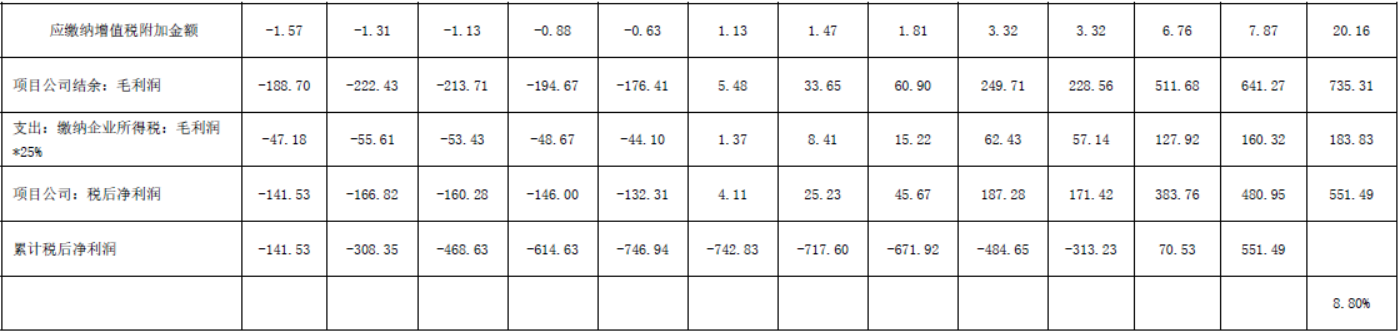 应缴纳增值税附加金额 -1.57 -1.31 -1.13 -0.88 -0.63 1.13 1.47 1.81 3.32 3.32 6.76 7.87 20.16
项目公司结余：毛利润 -188.70 -222.43 -213.71 -194.67 -176.41 5.48 33.65 60.90 249.71 228.56 511.68 641.27 735.31
支出：缴纳企业所得税：毛利润
*25% -47.18 -55.61 -53.43 -48.67 -44.10 1.37 8.41 15.22 62.43 57.14 127.92 160.32 183.83
项目公司：税后净利润 -141.53 -166.82 -160.28 -146.00 -132.31 4.11 25.23 45.67 187.28 171.42 383.76 480.95 551.49
累计税后净利润 -141.53 -308.35 -468.63 -614.63 -746.94 -742.83 -717.60 -671.92 -484.65 -313.23 70.53 551.49
8.80%